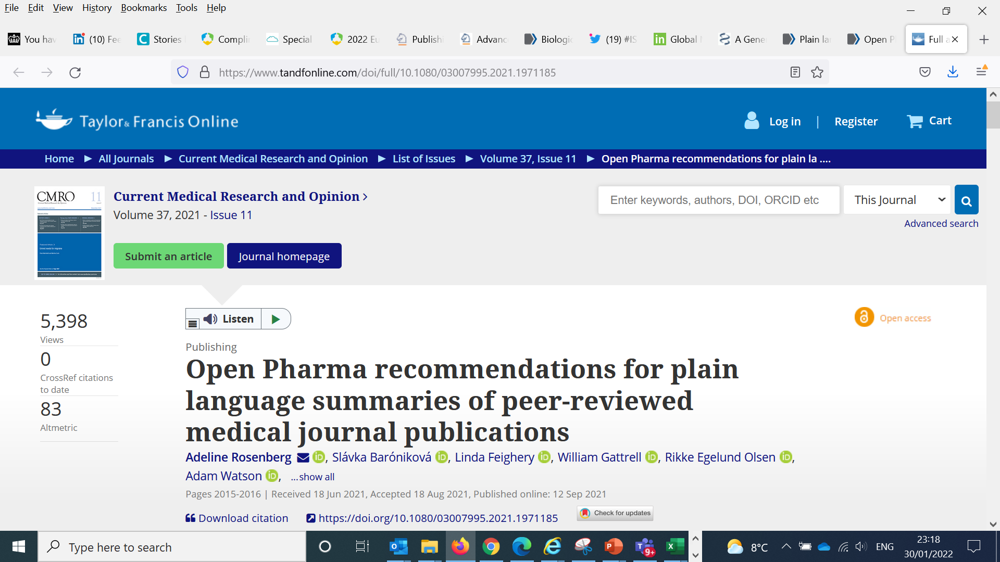 File Edit View History Bookmarks Tools Help
You hav
(10) Fee
Stories
Complin
Special
2022 Eu
Publishi
Advanc
Biologic
(19) #IS
Global
A Gene
Plain la
Open P
Full a
https://www.tandfonline.com/doi/full/10.1080/03007995.2021.1971185
Taylor & Francis Online
Log in | Register Cart
Home ▶ All Journals ▶ Current Medical Research and Opinion ▶ List of Issues ▶ Volume 37, Issue 11 ▶ Open Pharma recommendations for plain la ....
CMRO 11
Current Medical Research and Opinion >
Volume 37, 2021 - Issue 11
Enter keywords, authors, DOI, ORCID etc
This Journal
Advanced search
Submit an article
Journal homepage
5,398
Views
0
CrossRef citations
to date
83
Altmetric
Listen
Open access
Publishing
Open Pharma recommendations for plain
language summaries of peer-reviewed
medical journal publications
Adeline Rosenberg iD, Slávka Baróniková iD, Linda Feighery iD, William Gattrell iD, Rikke Egelund Olsen iD,
Adam Watson iD, ...show all
Pages 2015-2016 | Received 18 Jun 2021, Accepted 18 Aug 2021, Published online: 12 Sep 2021
Download citation
https://doi.org/10.1080/03007995.2021.1971185
Check for updates
Type here to search
9+
8°C
ENG
23:18
30/01/2022